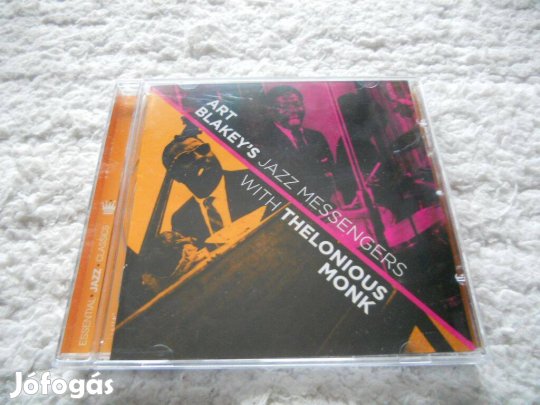 ART
BLAKEY'S JAZZ MESSENGERS
WITH THELONIOUS
MONK
ESSENTIAL · JAZZ · CLASSICS
Jófogás